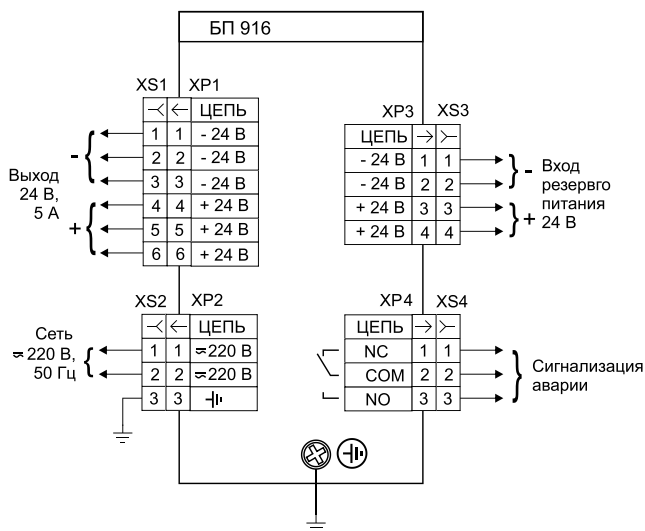 БП 916
XS1 XP1
ЦЕПЬ
1 1 - 24 В
2 2 - 24 В
3 3 - 24 В
4 4 + 24 В
5 5 + 24 В
6 6 + 24 В
-
Выход
24 В,
5 А
+
XP3 XS3
ЦЕПЬ
- 24 В 1 1
- 24 В 2 2
+ 24 В 3 3
+ 24 В 4 4
- Вход
резервго
питания
+ 24 В
XS2 XP2
ЦЕПЬ
1 1 ≂220 В
2 2 ≂220 В
3 3
Сеть
≂ 220 В,
50 Гц
XP4 XS4
ЦЕПЬ
NC 1 1
COM 2 2
NO 3 3
Сигнализация
аварии